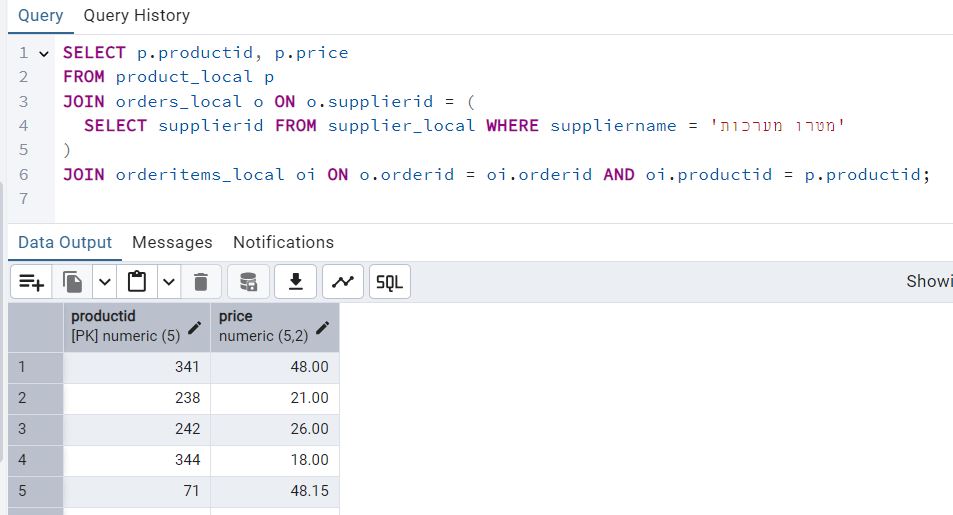 Query Query History
1 SELECT p.productid, p.price
2 FROM product_local p
3 JOIN orders_local o ON o.supplierid = (
4 SELECT supplierid FROM supplier_local WHERE suppliername = 'מטרו מערכות'
5 )
6 JOIN orderitems_local oi ON o.orderid = oi.orderid AND oi.productid = p.productid;
7
Data Output Messages Notifications
SQL Showi
productid price
[PK] numeric (5) numeric (5,2)
1 341 48.00
2 238 21.00
3 242 26.00
4 344 18.00
5 71 48.15